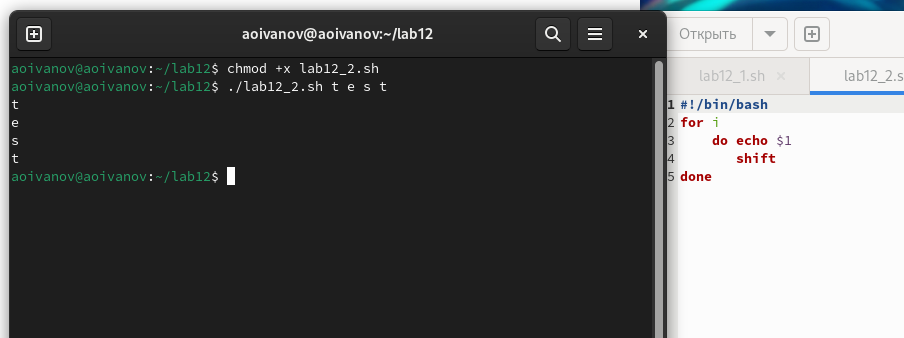 aoivanov@aoivanov:~/lab12
aoivanov@aoivanov:~/lab12$ chmod +x lab12_2.sh
aoivanov@aoivanov:~/lab12$ ./lab12_2.sh t e s t
t
e
s
t
aoivanov@aoivanov:~/lab12$
Открыть
lab12_1.sh
lab12_2.s
1 #!/bin/bash
2 for i
3 do echo $1
4 shift
5 done